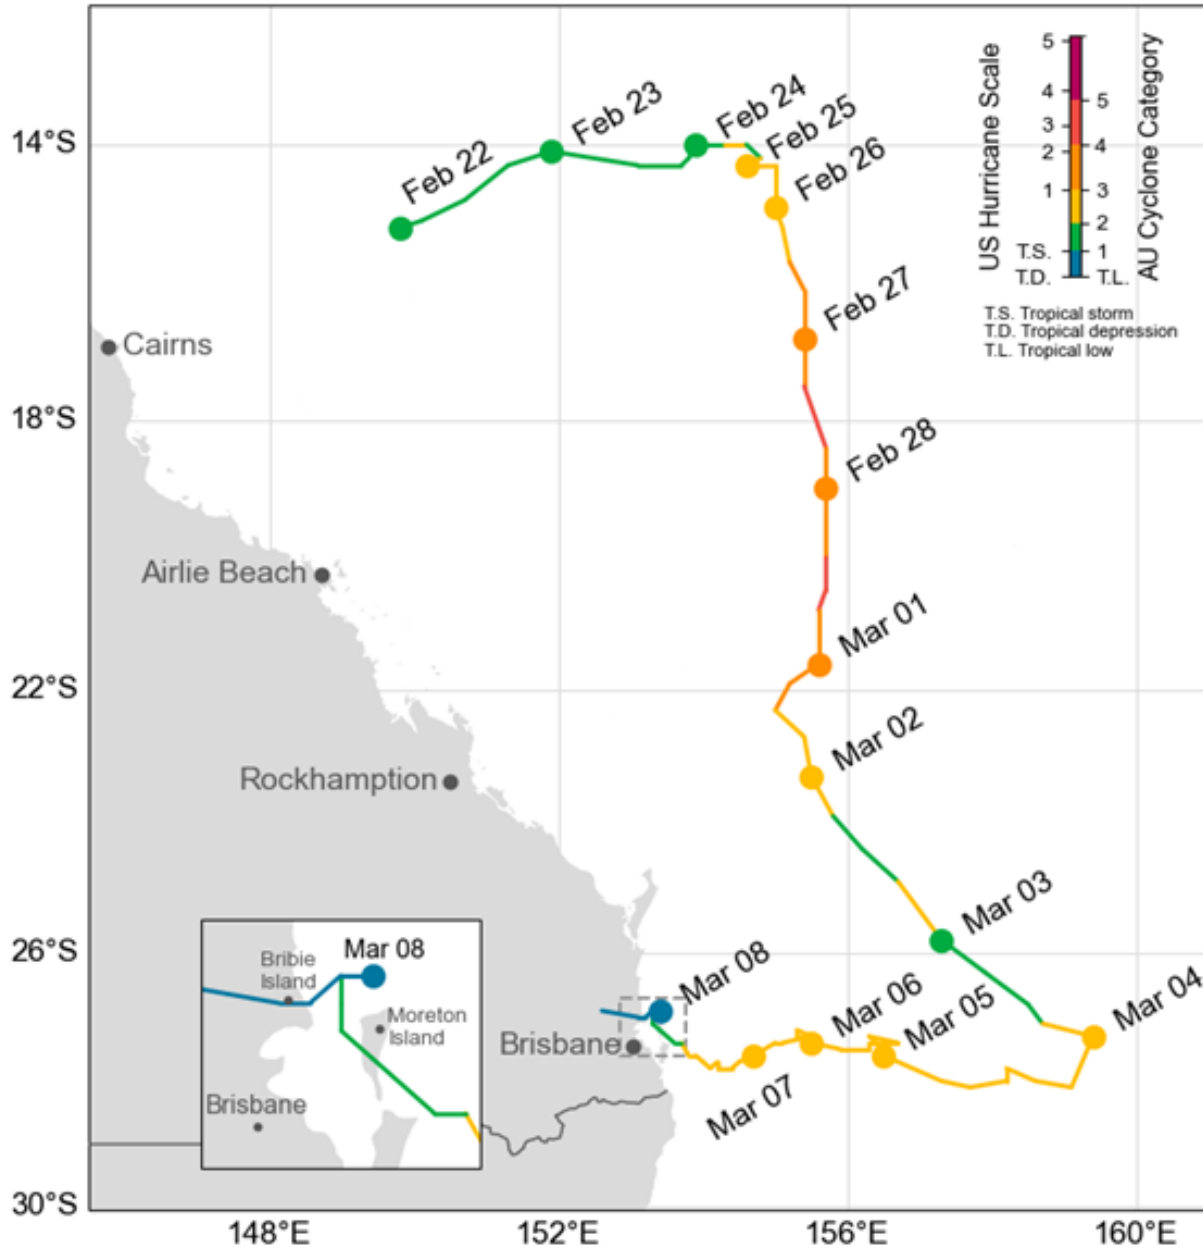 14°S
18°S
22°S
26°S
30°S
148°E
152°E
156°E
160°E
Feb 22
Feb 23
Feb 24
Feb 25
Feb 26
Feb 27
Feb 28
Mar 01
Mar 02
Mar 03
Mar 04
Mar 05
Mar 06
Mar 07
Mar 08
Cairns
Airlie Beach
Rockhamption
Brisbane
US Hurricane Scale
5
4
3
2
1
T.S.
T.D.
AU Cyclone Category
5
4
3
2
1
T.L.
T.S. Tropical storm
T.D. Tropical depression
T.L. Tropical low
Mar 08
Bribie
Island
Moreton
Island
Brisbane